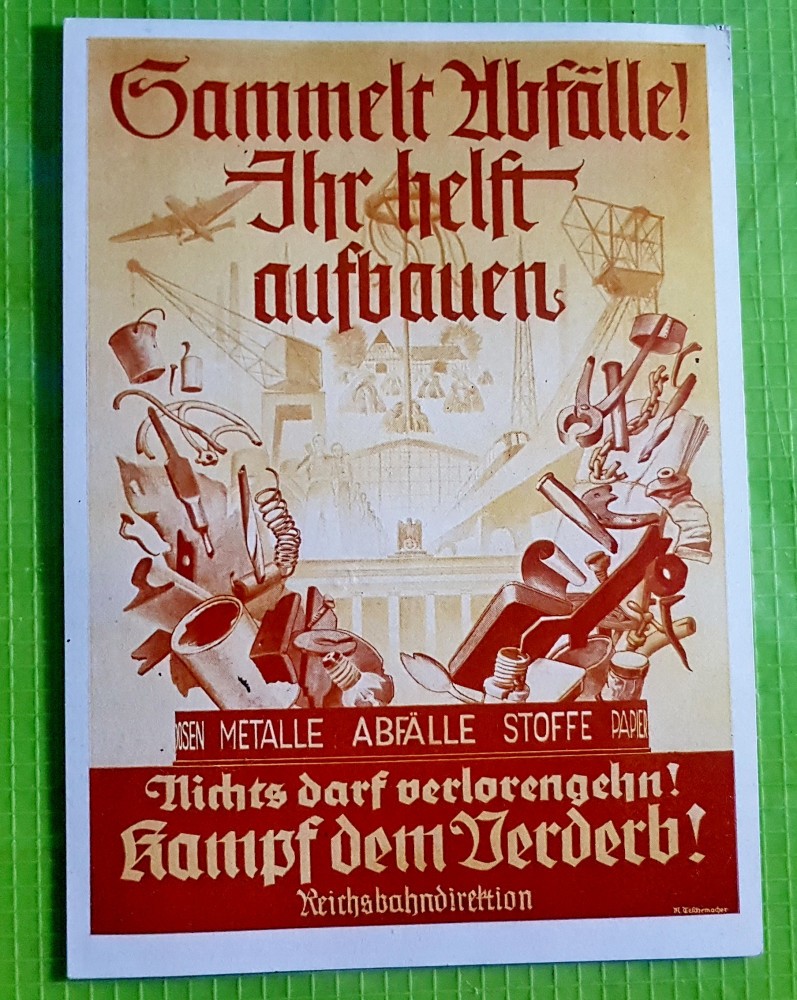 Sammelt Abfälle!
Ihr helft
aufbauen
DOSEN METALLE ABFÄLLE STOFFE PAPIER
Nichts darf verlorengehn!
Kampf dem Verderb!
Reichsbahndirektion